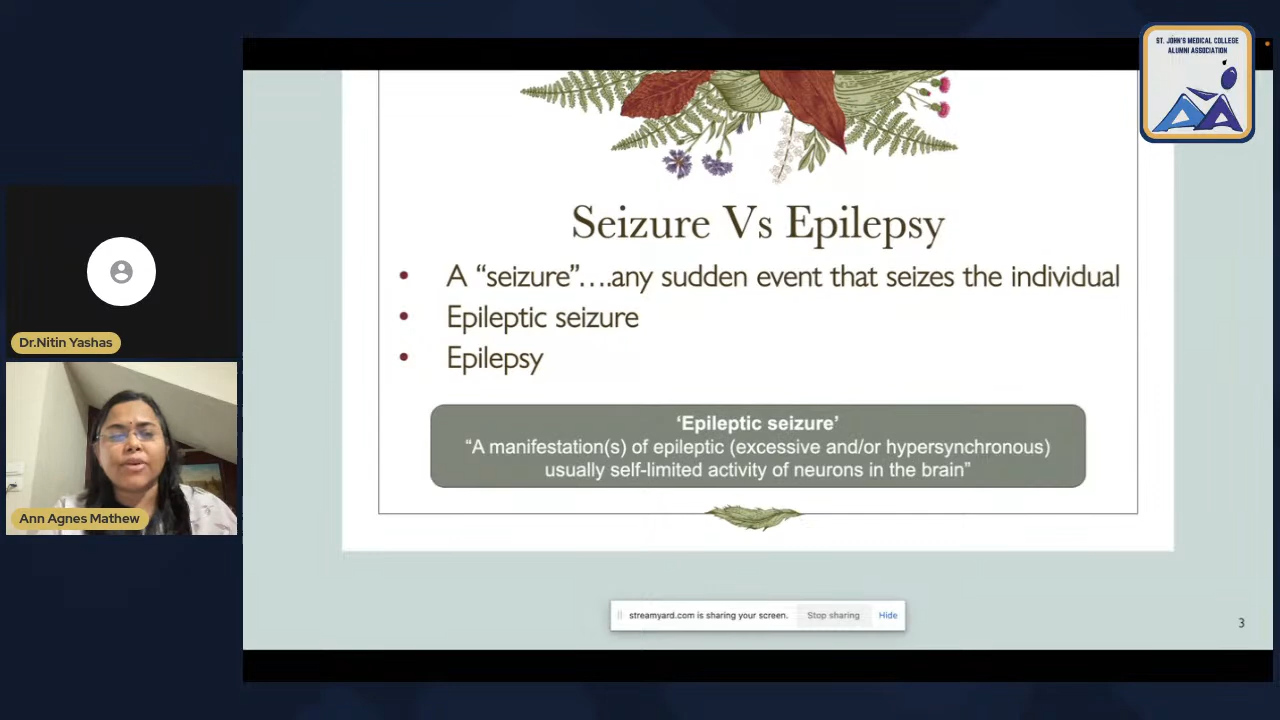 ST. JOHN'S MEDICAL COLLEGE
ALUMNI ASSOCIATION
Seizure Vs Epilepsy
• A “seizure”....any sudden event that seizes the individual
• Epileptic seizure
• Epilepsy
‘Epileptic seizure’
“A manifestation(s) of epileptic (excessive and/or hypersynchronous)
usually self-limited activity of neurons in the brain”
Dr.Nitin Yashas
Ann Agnes Mathew
streamyard.com is sharing your screen. Stop sharing Hide
3